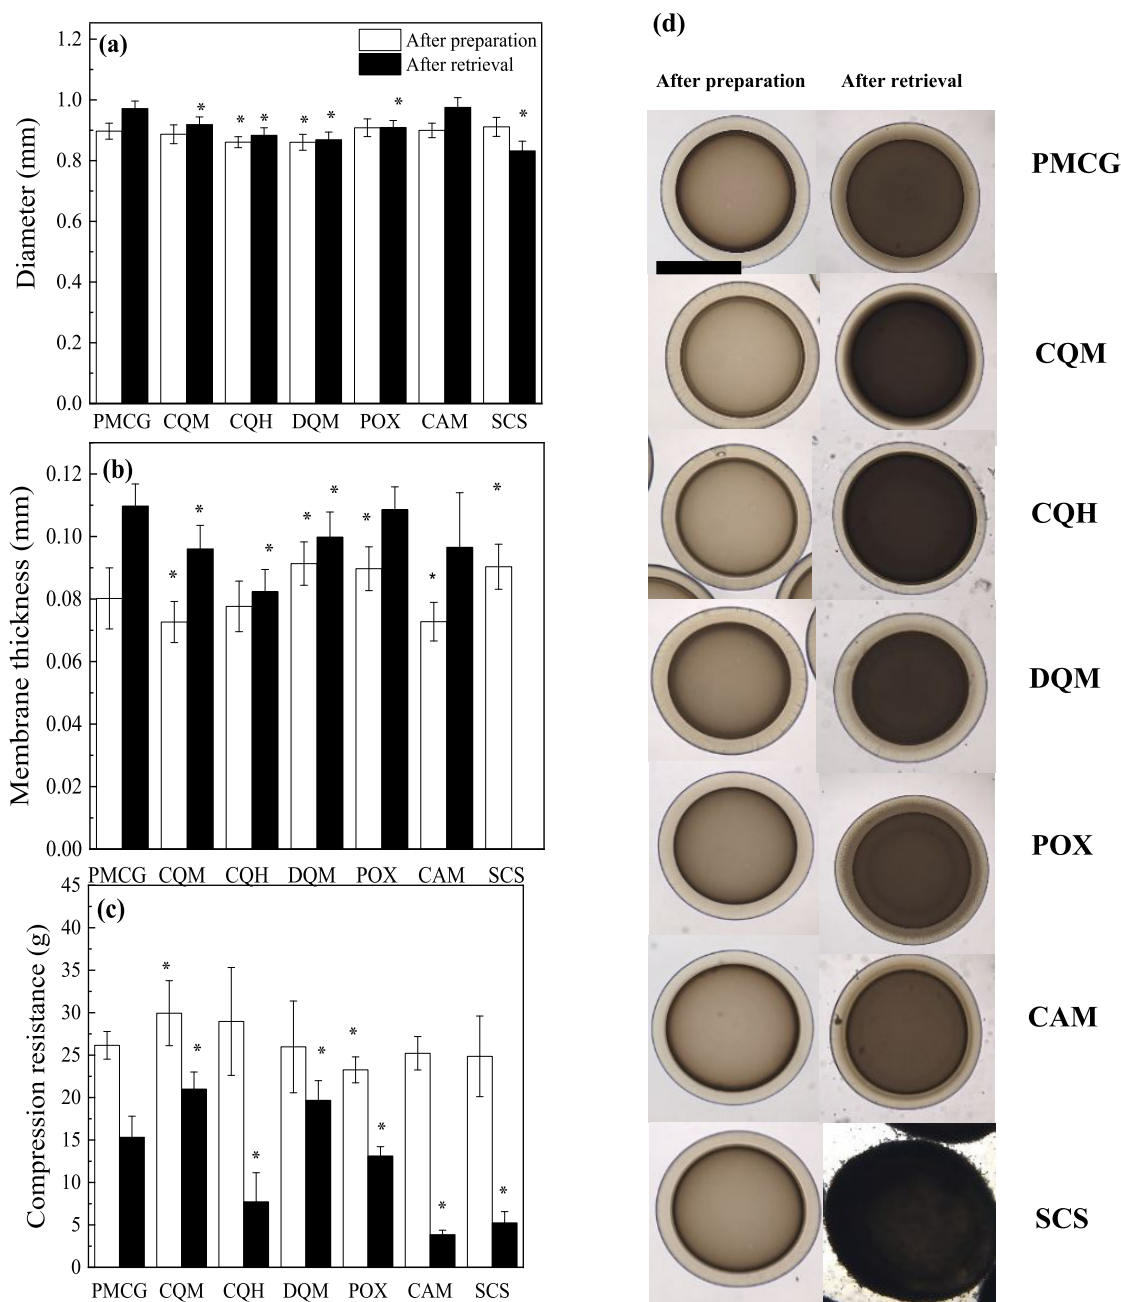 (a)
After preparation
After retrieval
Diameter (mm)
1.2
1.0
0.8
0.6
0.4
0.2
0.0
PMCG CQM CQH DQM POX CAM SCS
* * * * * * *
(b)
Membrane thickness (mm)
0.12
0.10
0.08
0.06
0.04
0.02
0.00
PMCG CQM CQH DQM POX CAM SCS
* * * * * * * *
(c)
Compression resistance (g)
45
40
35
30
25
20
15
10
5
0
PMCG CQM CQH DQM POX CAM SCS
* * * * * * * *
(d)
After preparation After retrieval
PMCG
CQM
CQH
DQM
POX
CAM
SCS